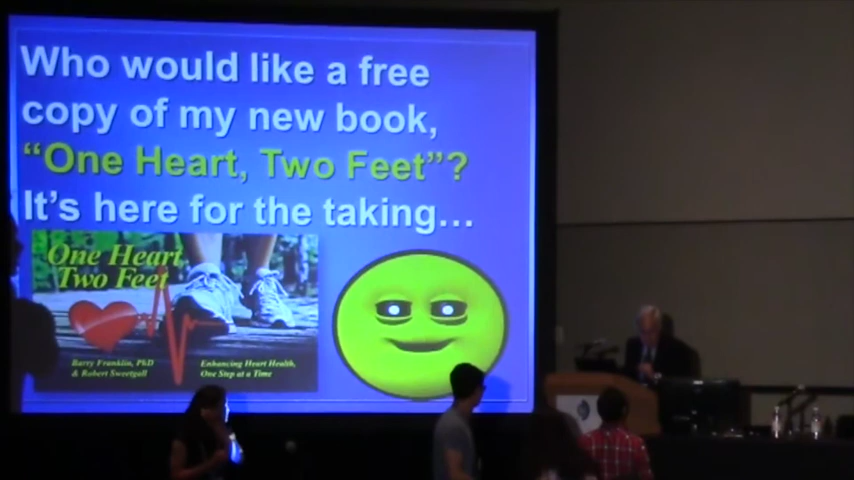 Who would like a free
copy of my new book,
“One Heart, Two Feet”?
It’s here for the taking…
One Heart
Two Feet
Barry Franklin, PhD
& Robert Sweetgall
Enhancing Heart Health,
One Step at a Time